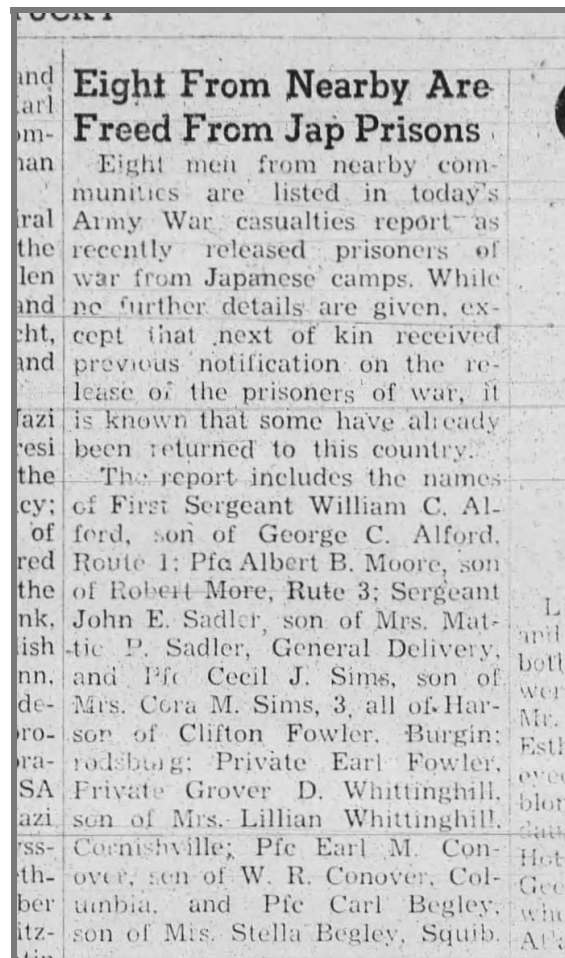 Eight From Nearby Are
Freed From Jap Prisons
Eight men from nearby com-
munities are listed in today's
Army War casualties report as
recently released prisoners of
war from Japanese camps. While
no further details are given, ex-
cept that next of kin received
previous notification on the re-
lease of the prisoners of war, it
is known that some have already
been returned to this country.
The report includes the names
of First Sergeant William C. Al-
ford, son of George C. Alford,
Route 1; Pfc Albert B. Moore, son
of Robert More, Rute 3; Sergeant
John E. Sadler, son of Mrs. Mat-
tie P. Sadler, General Delivery,
and Pfc Cecil J. Sims, son of
Mrs. Cora M. Sims, 3, all of Har-
son of Clifton Fowler, Burgin;
rodsburg; Private Earl Fowler,
Private Grover D. Whittinghill,
son of Mrs. Lillian Whittinghill,
Cornishville; Pfc Earl M. Con-
over, son of W. R. Conover, Col-
umbia, and Pfc Carl Begley,
son of Mrs. Stella Begley, Squib.